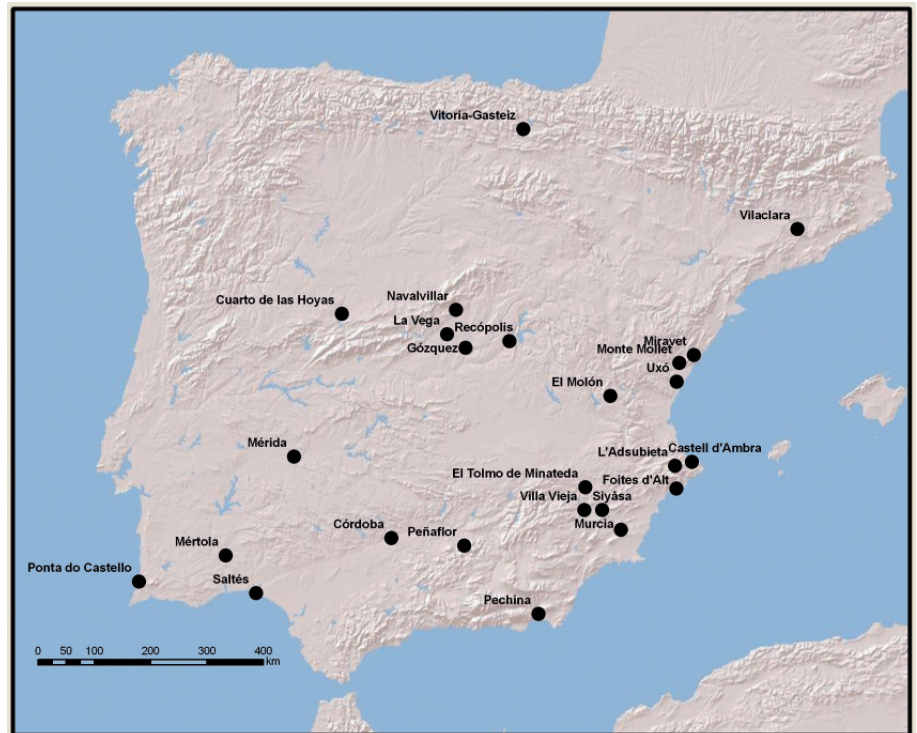 Vitoria-Gasteiz
Vilaclara
Navalvillar
Cuarto de las Hoyas
La Vega
Recópolis
Gózquez
Miravet
Monte Mollet
Uxó
El Molón
Mérida
L'Adsubieta
Castell d'Ambra
El Tolmo de Minateda
Foites d'Alt
Villa Vieja
Siyâsa
Murcia
Córdoba
Peñaflor
Mértola
Ponta do Castello
Saltés
Pechina
0 50 100 200 300 400
km